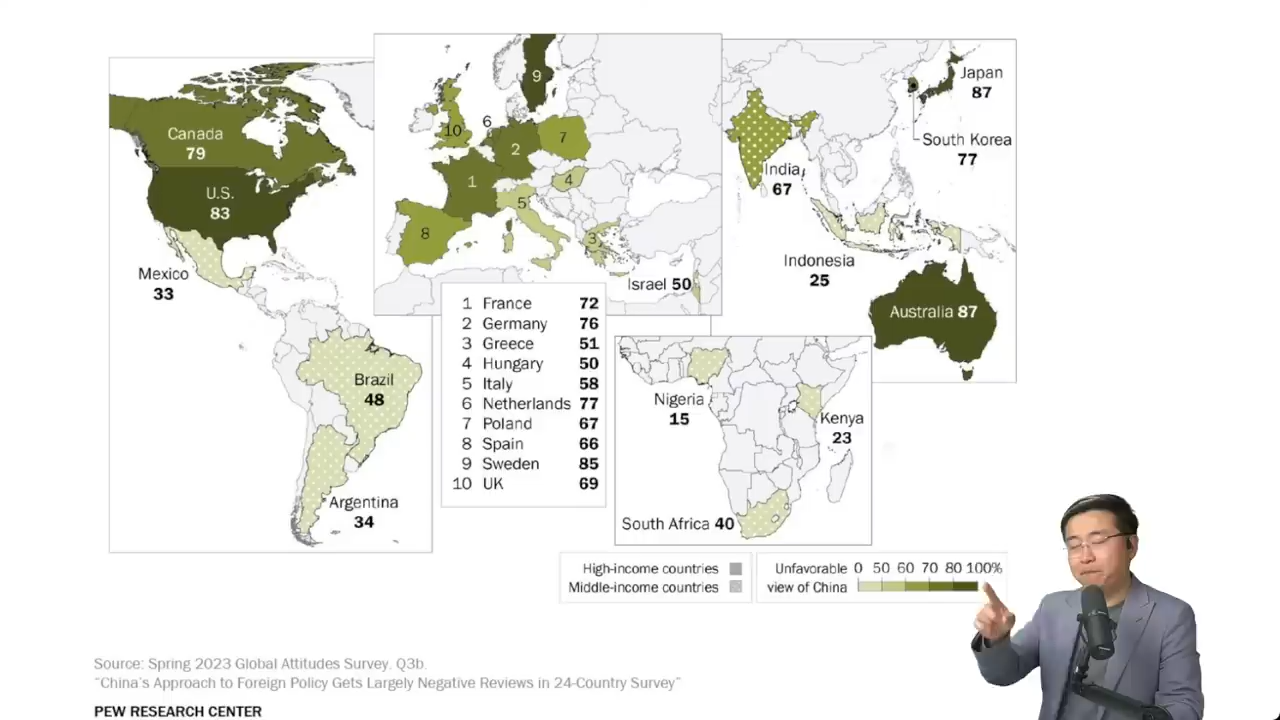 Canada
79
U.S.
83
Mexico
33
Brazil
48
Argentina
34
9
10
6
2
7
1
4
5
8
3
Israel 50
1 France 72
2 Germany 76
3 Greece 51
4 Hungary 50
5 Italy 58
6 Netherlands 77
7 Poland 67
8 Spain 66
9 Sweden 85
10 UK 69
Japan
87
South Korea
77
India
67
Indonesia
25
Australia 87
Nigeria
15
Kenya
23
South Africa 40
High-income countries
Middle-income countries
Unfavorable 0 50 60 70 80 100%
view of China
Source: Spring 2023 Global Attitudes Survey. Q3b.
"China's Approach to Foreign Policy Gets Largely Negative Reviews in 24-Country Survey"
PEW RESEARCH CENTER